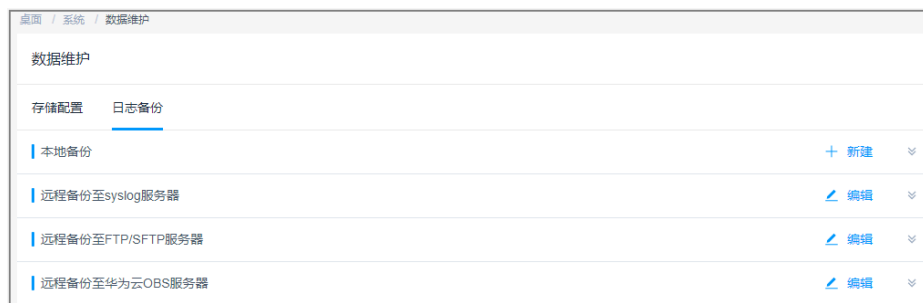 桌面 / 系统 / 数据维护
数据维护
存储配置 日志备份
本地备份 新建
远程备份至syslog服务器 编辑
远程备份至FTP/SFTP服务器 编辑
远程备份至华为云OBS服务器 编辑